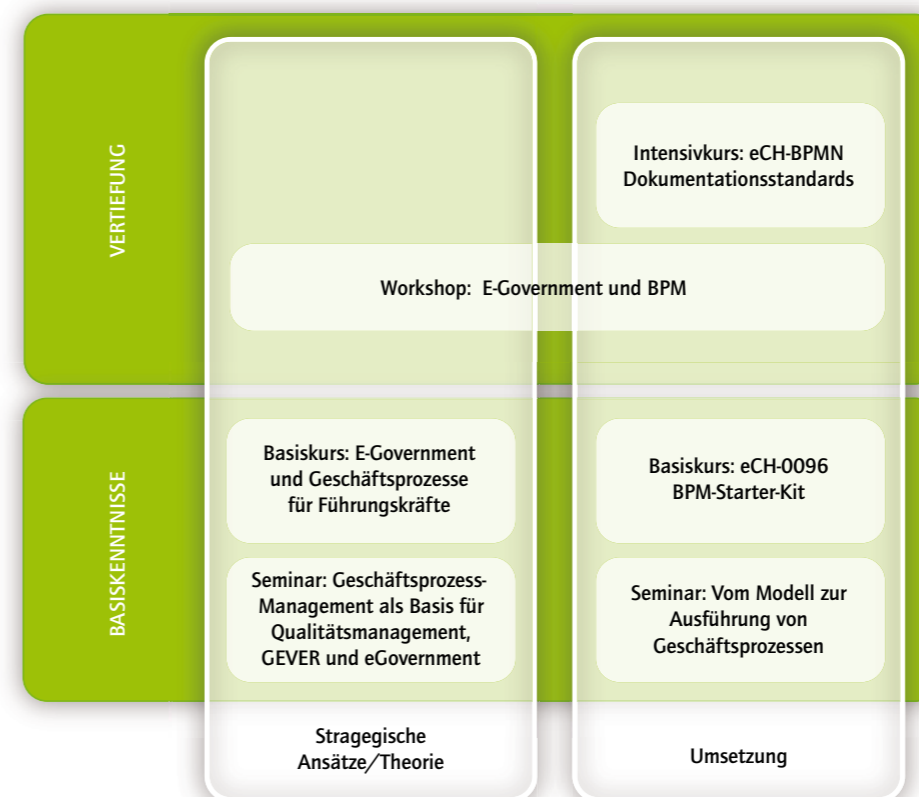 VERTIEFUNG
Intensivkurs: eCH-BPMN
Dokumentationsstandards
Workshop: E-Government und BPM
BASISKENNTNISSE
Basiskurs: E-Government
und Geschäftsprozesse
für Führungskräfte
Basiskurs: eCH-0096
BPM-Starter-Kit
Seminar: Geschäftsprozess-
Management als Basis für
Qualitätsmanagement,
GEVER und eGovernment
Seminar: Vom Modell zur
Ausführung von
Geschäftsprozessen
Stragegische
Ansätze/Theorie
Umsetzung